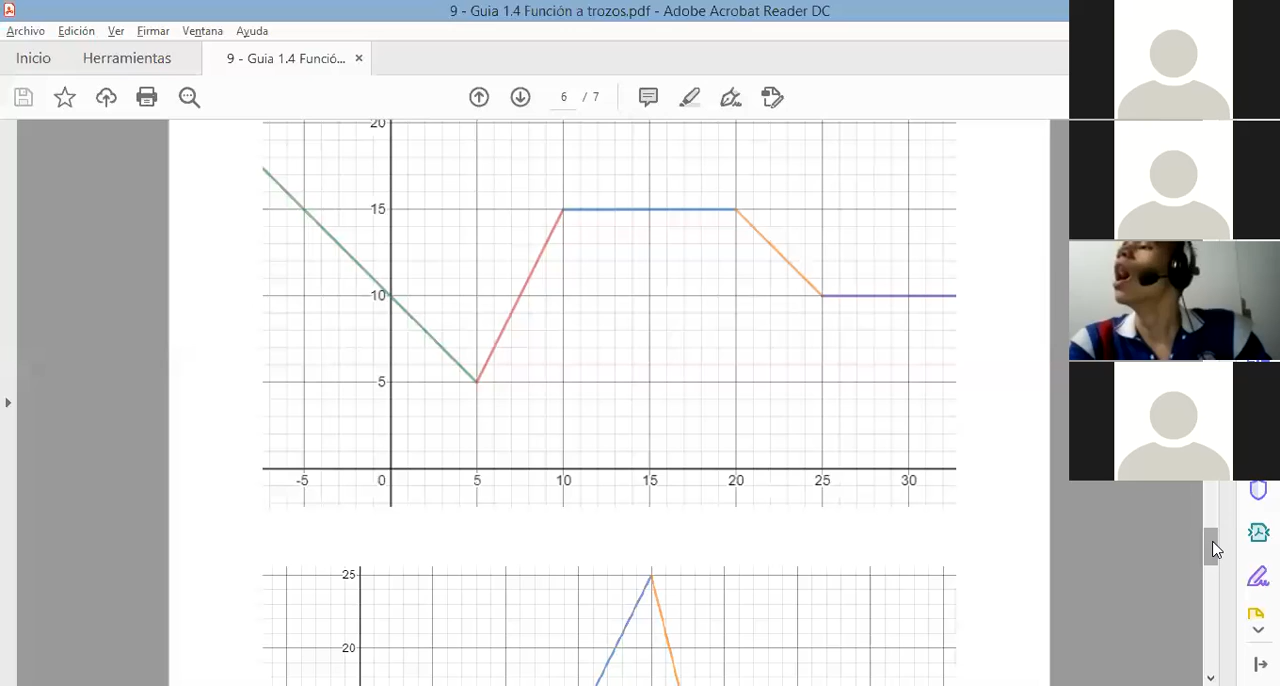 9 - Guia 1.4 Función a trozos.pdf - Adobe Acrobat Reader DC
Archivo Edición Ver Firmar Ventana Ayuda
Inicio Herramientas 9 - Guia 1.4 Funció... ×
6 / 7
20
15
10
5
-5 0 5 10 15 20 25 30
25
20